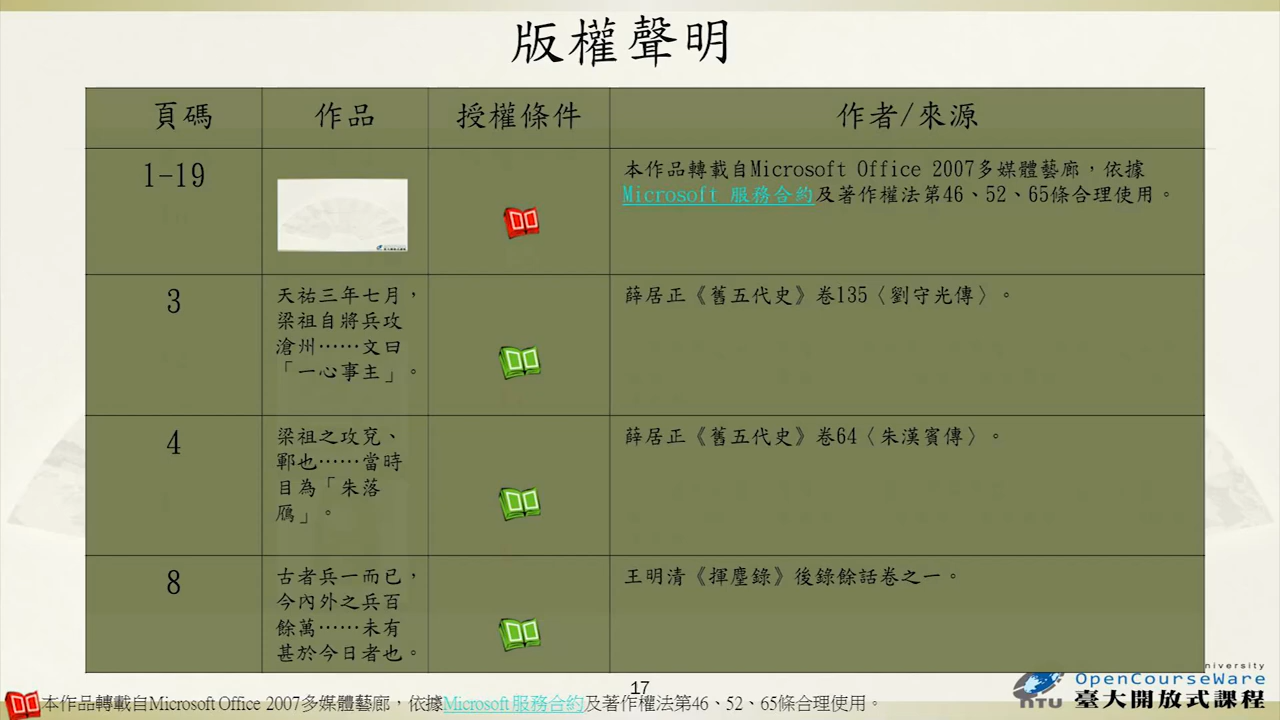 版權聲明
頁碼
作品
授權條件
作者/來源
1-19
本作品轉載自Microsoft Office 2007多媒體藝廊，依據
Microsoft 服務合約及著作權法第46、52、65條合理使用。
3
天祐三年七月，
梁祖自將兵攻
滄州……文曰
「一心事主」。
薛居正《舊五代史》卷135〈劉守光傳〉。
4
梁祖之攻兗、
鄆也……當時
目為「朱落
鴈」。
薛居正《舊五代史》卷64〈朱漢賓傳〉。
8
古者兵一而已，
今內外之兵百
餘萬……未有
甚於今日者也。
王明清《揮麈錄》後錄餘話卷之一。
17
本作品轉載自Microsoft Office 2007多媒體藝廊，依據Microsoft服務合約及著作權法第46、52、65條合理使用。
NTU
OpenCourseWare
臺大開放式課程